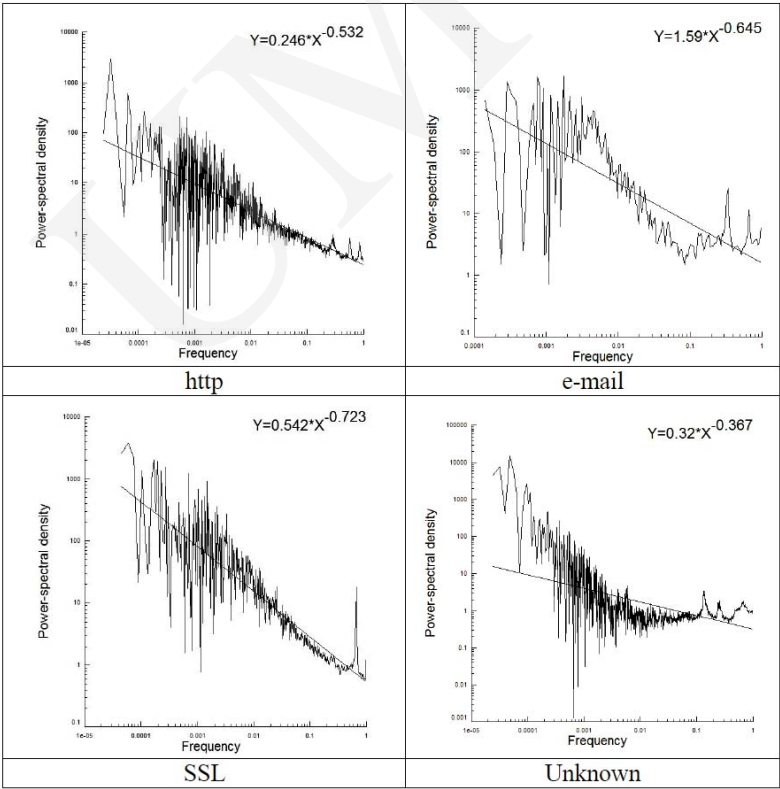 Y=0.246*X^-0.532
10000
1000
100
10
1
0.1
0.01
Power-spectral density
1e-05 0.0001 0.001 0.01 0.1 1
Frequency
http
Y=1.59*X^-0.645
10000
1000
100
10
1
0.1
Power-spectral density
0.0001 0.001 0.01 0.1 1
Frequency
e-mail
Y=0.542*X^-0.723
10000
1000
100
10
1
0.1
Power-spectral density
1e-05 0.0001 0.001 0.01 0.1 1
Frequency
SSL
Y=0.32*X^-0.367
100000
10000
1000
100
10
1
0.1
0.01
0.001
Power-spectral density
1e-05 0.0001 0.001 0.01 0.1 1
Frequency
Unknown